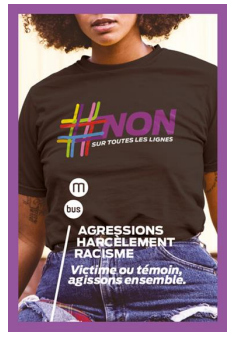 #NON
SUR TOUTES LES LIGNES
m
bus
AGRESSIONS
HARCÈLEMENT
RACISME
Victime ou témoin,
agissons ensemble.